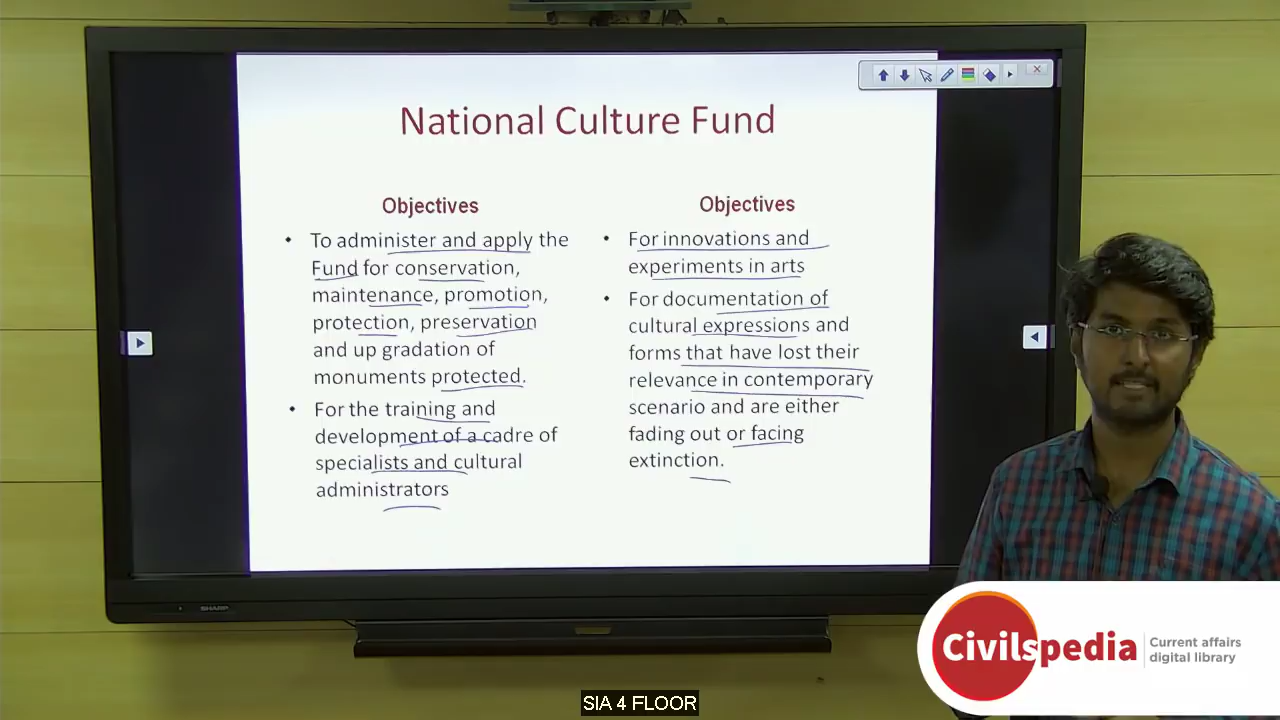 National Culture Fund
Objectives
• To administer and apply the
Fund for conservation,
maintenance, promotion,
protection, preservation
and up gradation of
monuments protected.
• For the training and
development of a cadre of
specialists and cultural
administrators
Objectives
• For innovations and
experiments in arts
• For documentation of
cultural expressions and
forms that have lost their
relevance in contemporary
scenario and are either
fading out or facing
extinction.
SHARP
Civilspedia
Current affairs
digital library
SIA 4 FLOOR